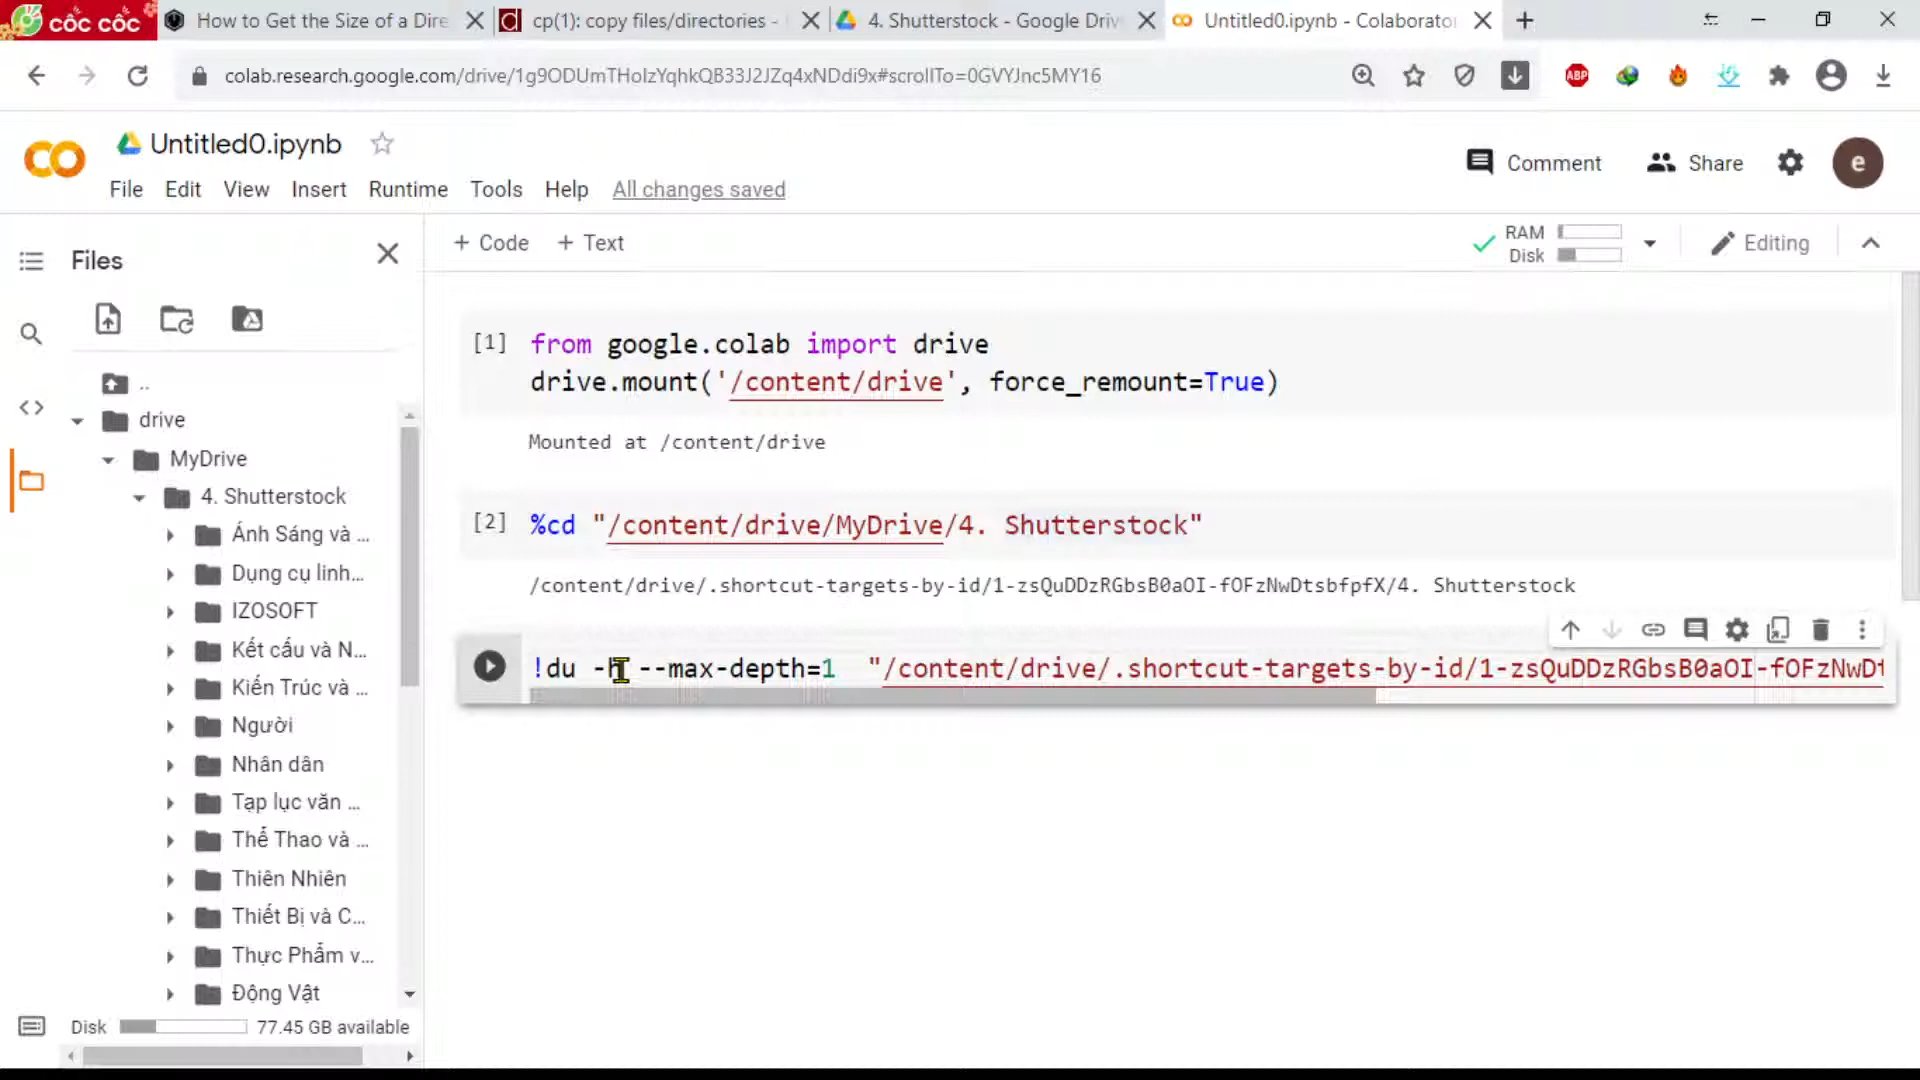 cốc cốc
How to Get the Size of a Dire
cp(1): copy files/directories -
4. Shutterstock - Google Driv
Untitled0.ipynb - Colaborato
colab.research.google.com/drive/1g9ODUmTHoIzYqhkQB33J2JZq4xNDdi9x#scrollTo=0GVYJnc5MY16
ABP
Untitled0.ipynb
File Edit View Insert Runtime Tools Help All changes saved
Comment
Share
e
Files
+ Code + Text
RAM
Disk
Editing
..
drive
MyDrive
4. Shutterstock
Ánh Sáng và ...
Dụng cụ linh...
IZOSOFT
Kết cấu và N...
Kiến Trúc và ...
Người
Nhân dân
Tạp lục văn ...
Thể Thao và ...
Thiên Nhiên
Thiết Bị và C...
Thực Phẩm v...
Động Vật
Disk 77.45 GB available
[1] from google.colab import drive
drive.mount('/content/drive', force_remount=True)
Mounted at /content/drive
[2] %cd "/content/drive/MyDrive/4. Shutterstock"
/content/drive/.shortcut-targets-by-id/1-zsQuDDzRGbsB0aOI-fOFzNwDtsbfpfX/4. Shutterstock
!du -h --max-depth=1 "/content/drive/.shortcut-targets-by-id/1-zsQuDDzRGbsB0aOI-fOFzNwDt